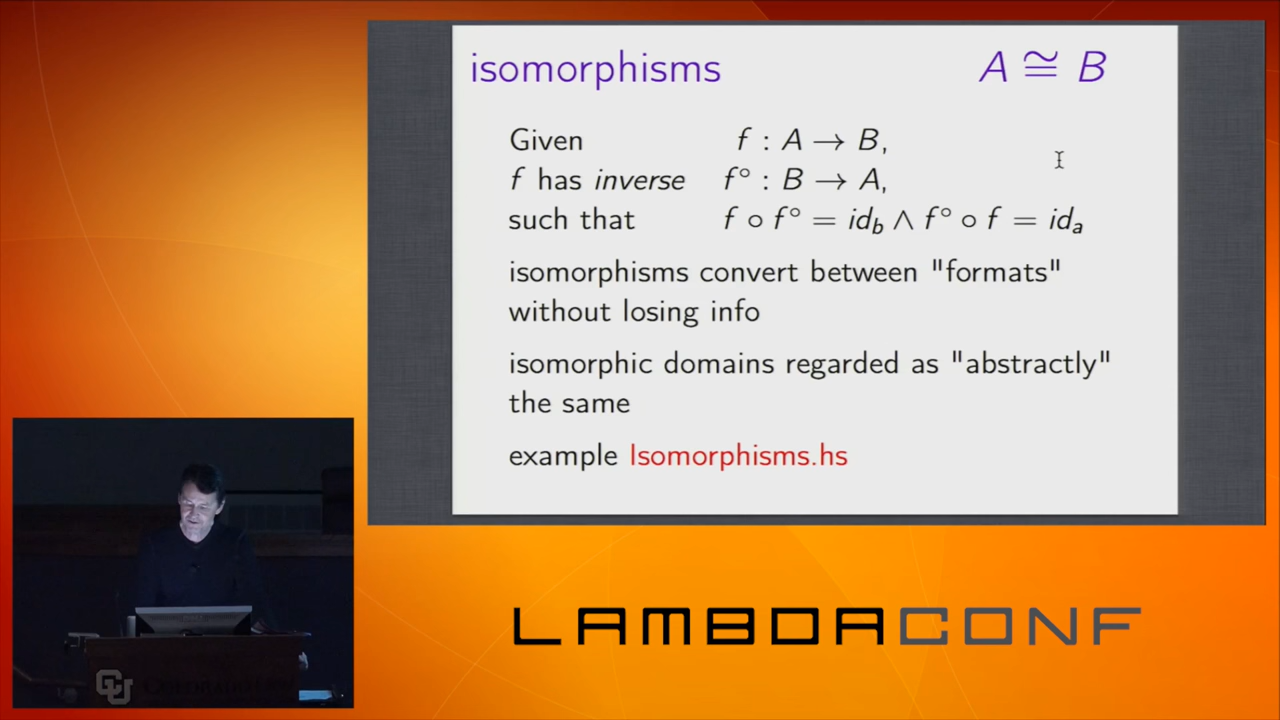 isomorphisms A ≅ B
Given f : A → B,
f has inverse f° : B → A,
such that f ∘ f° = id_b ∧ f° ∘ f = id_a
isomorphisms convert between "formats"
without losing info
isomorphic domains regarded as "abstractly"
the same
example Isomorphisms.hs
LAMBDACONF
CU